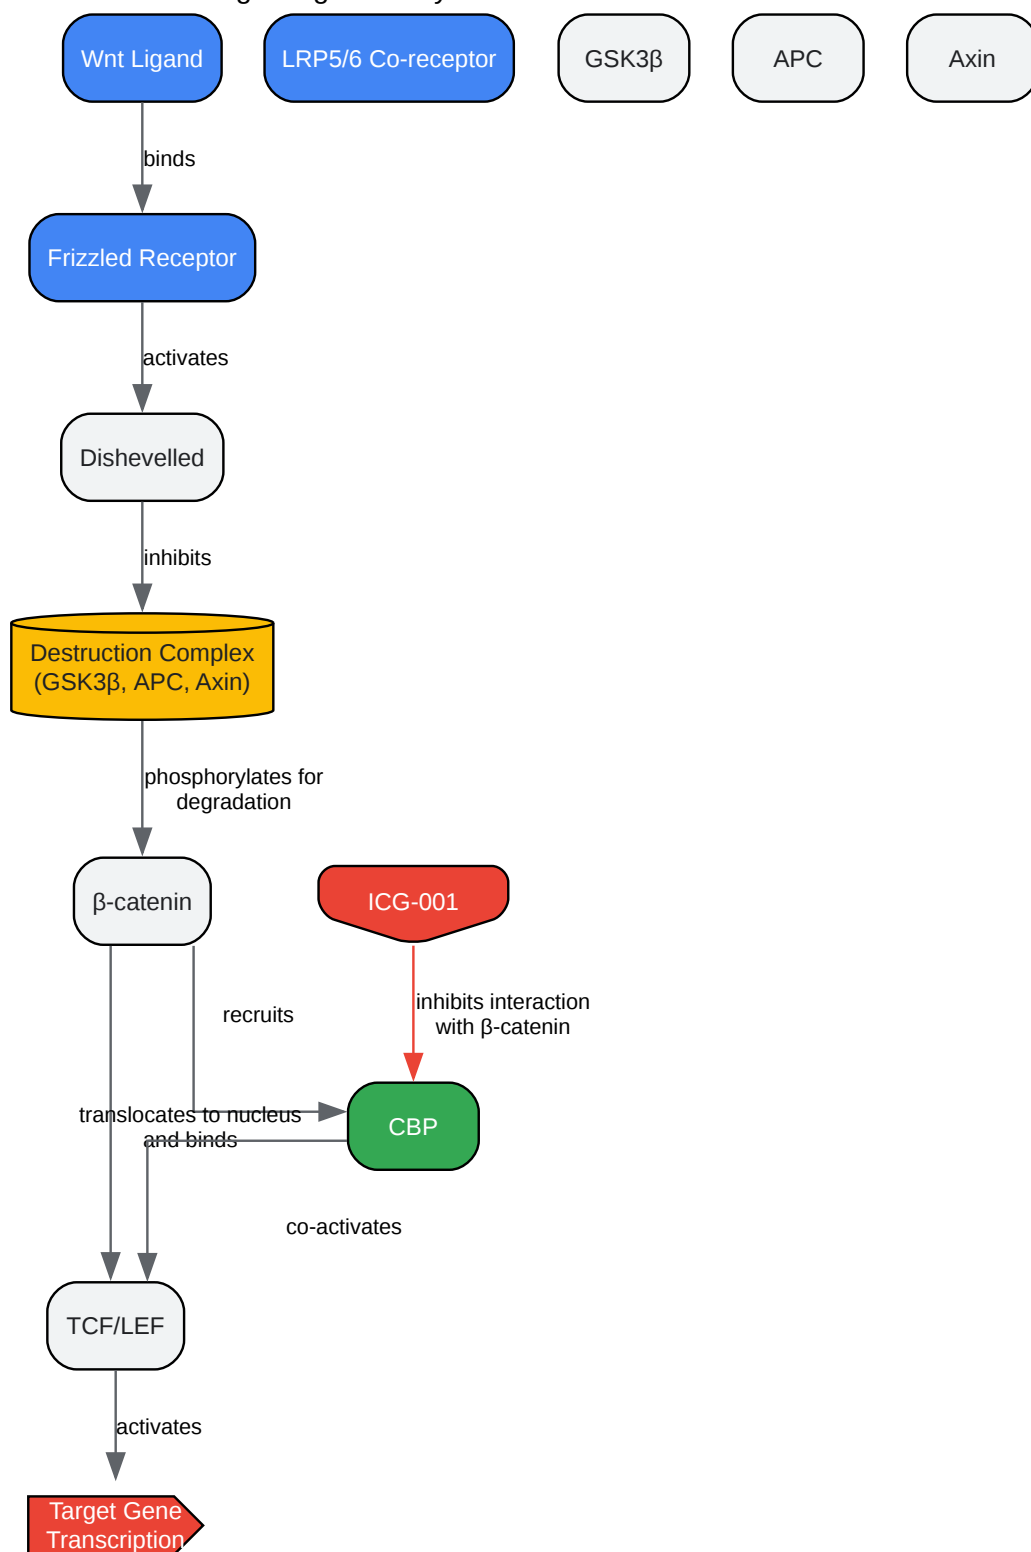 Wnt Ligand
LRP5/6 Co-receptor
GSK3β
APC
Axin
binds
Frizzled Receptor
activates
Dishevelled
inhibits
Destruction Complex
(GSK3β, APC, Axin)
phosphorylates for
degradation
β-catenin
ICG-001
recruits
inhibits interaction
with β-catenin
translocates to nucleus
and binds
CBP
co-activates
TCF/LEF
activates
Target Gene
Transcription